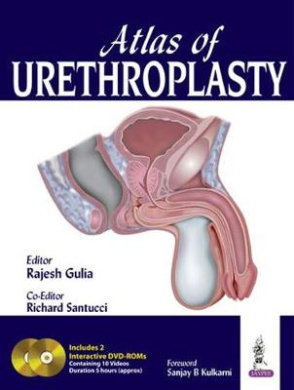 Atlas of
URETHROPLASTY
Editor
Rajesh Gulia
Co-Editor
Richard Santucci
Includes 2
Interactive DVD-ROMs
Containing 10 Videos
Duration 5 hours (approx)
Foreword
Sanjay B Kulkarni
JAYPEE